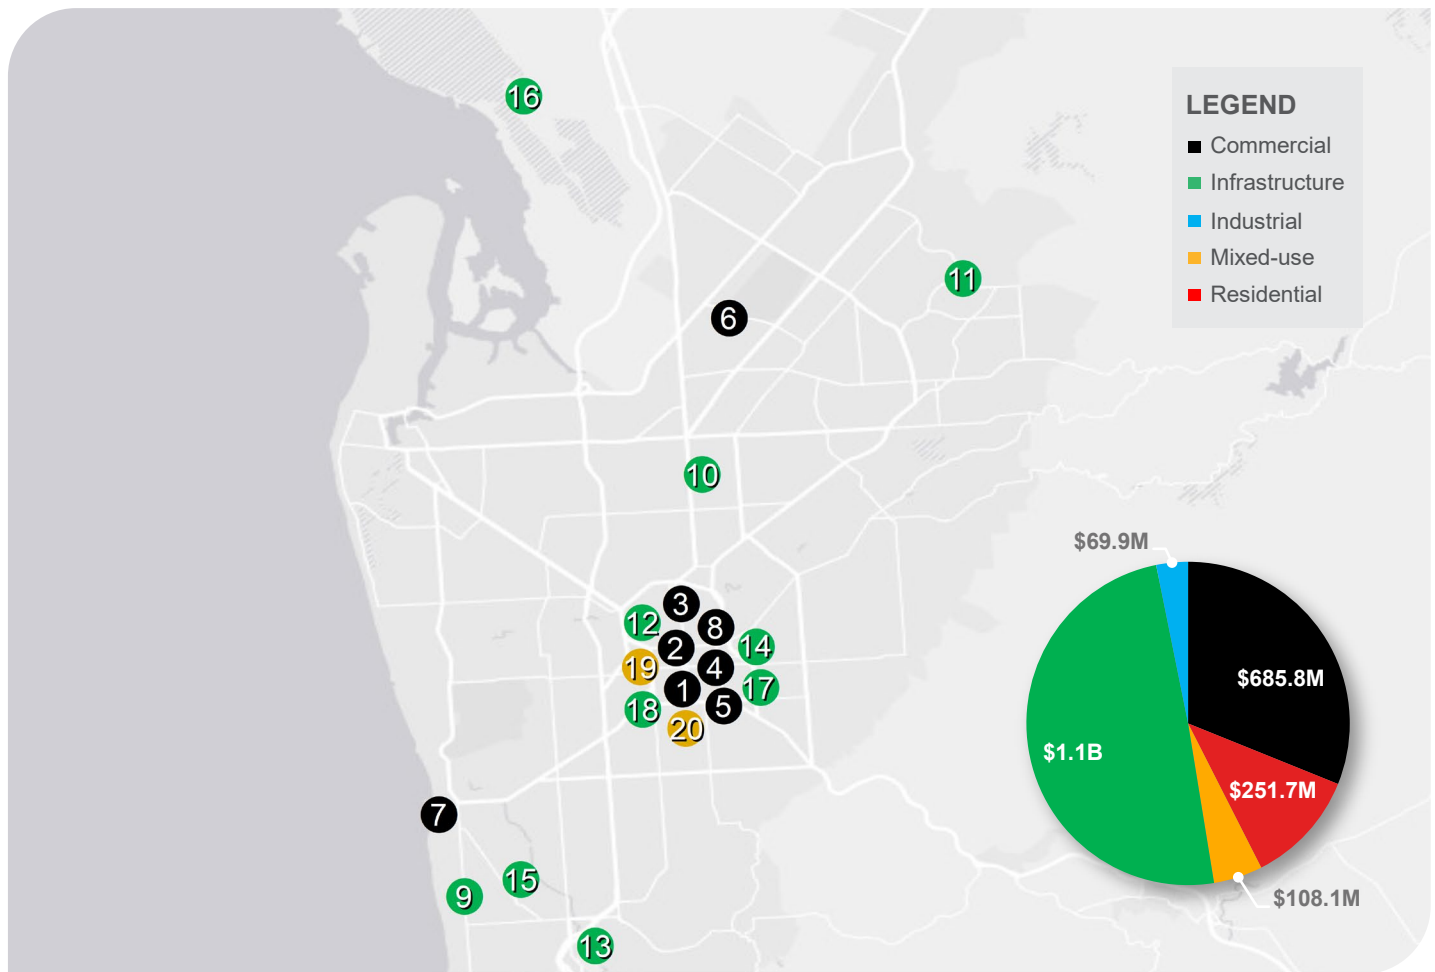 16
LEGEND
Commercial
Infrastructure
Industrial
Mixed-use
Residential
11
6
10
$69.9M
3
12
8
2
14
19
4
1
17
18
5
20
$685.8M
$1.1B
$251.7M
7
15
9
$108.1M
13